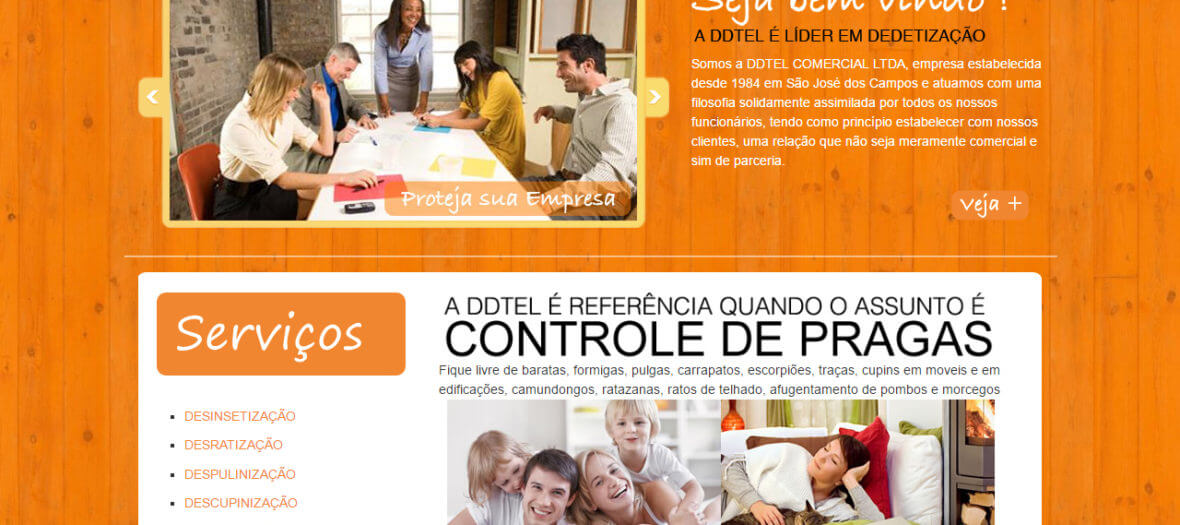 Seja bem vindo !
A DDTEL É LÍDER EM DEDETIZAÇÃO
Somos a DDTEL COMERCIAL LTDA, empresa estabelecida
desde 1984 em São José dos Campos e atuamos com uma
filosofia solidamente assimilada por todos os nossos
funcionários, tendo como princípio estabelecer com nossos
clientes, uma relação que não seja meramente comercial e
sim de parceria.
Proteja sua Empresa
Veja +
Serviços
DESINSETIZAÇÃO
DESRATIZAÇÃO
DESPULINIZAÇÃO
DESCUPINIZAÇÃO
A DDTEL É REFERÊNCIA QUANDO O ASSUNTO É
CONTROLE DE PRAGAS
Fique livre de baratas, formigas, pulgas, carrapatos, escorpiões, traças, cupins em moveis e em
edificações, camundongos, ratazanas, ratos de telhado, afugentamento de pombos e morcegos